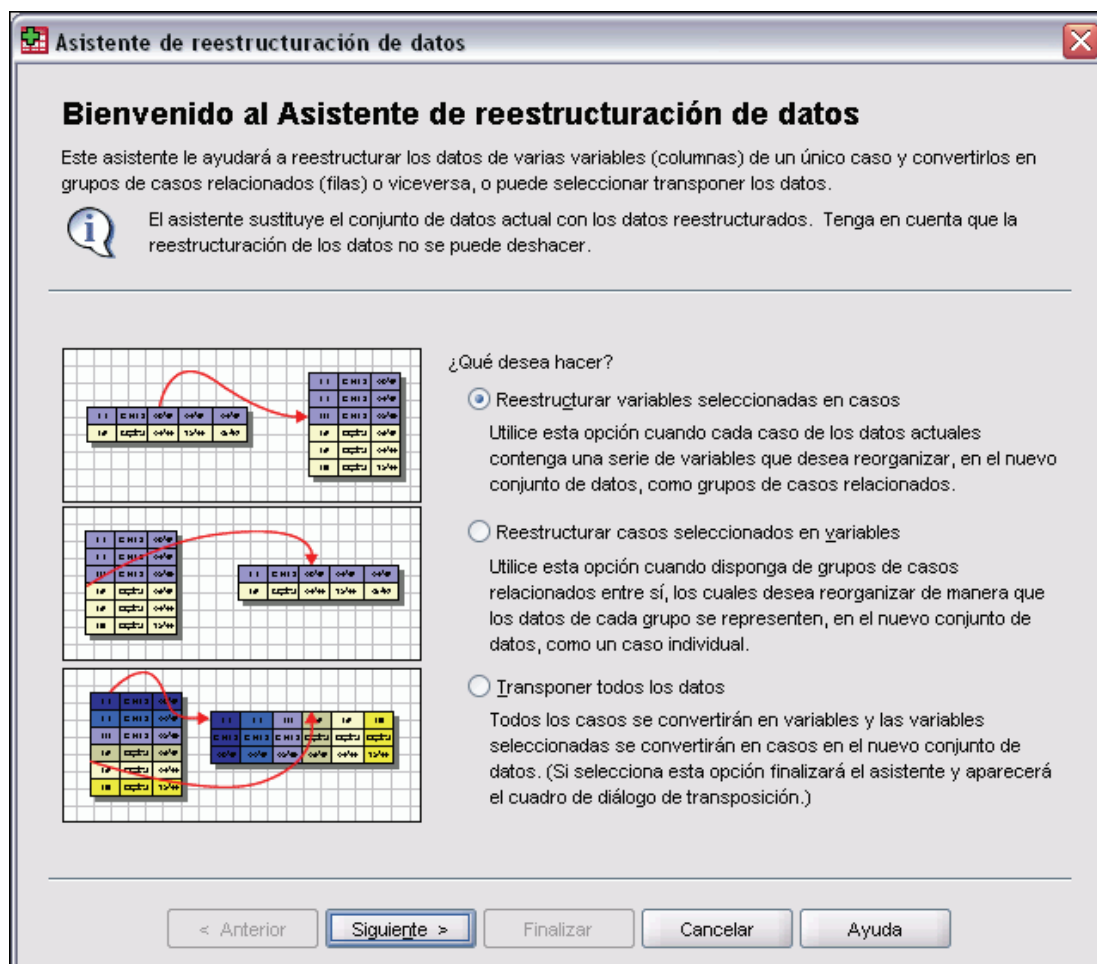 Asistente de reestructuración de datos
Bienvenido al Asistente de reestructuración de datos
Este asistente le ayudará a reestructurar los datos de varias variables (columnas) de un único caso y convertirlos en
grupos de casos relacionados (filas) o viceversa, o puede seleccionar transponer los datos.
El asistente sustituye el conjunto de datos actual con los datos reestructurados. Tenga en cuenta que la
reestructuración de los datos no se puede deshacer.
¿Qué desea hacer?
Reestructurar variables seleccionadas en casos
Utilice esta opción cuando cada caso de los datos actuales
contenga una serie de variables que desea reorganizar, en el nuevo
conjunto de datos, como grupos de casos relacionados.
Reestructurar casos seleccionados en variables
Utilice esta opción cuando disponga de grupos de casos
relacionados entre sí, los cuales desea reorganizar de manera que
los datos de cada grupo se representen, en el nuevo conjunto de
datos, como un caso individual.
Transponer todos los datos
Todos los casos se convertirán en variables y las variables
seleccionadas se convertirán en casos en el nuevo conjunto de
datos. (Si selecciona esta opción finalizará el asistente y aparecerá
el cuadro de diálogo de transposición.)
< Anterior
Siguiente >
Finalizar
Cancelar
Ayuda